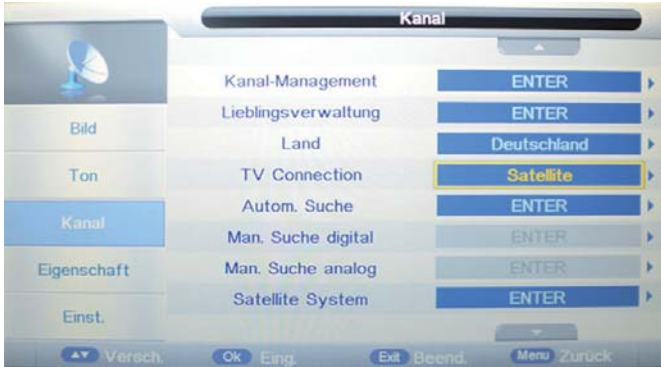 Kanal
Kanal-Management ENTER
Lieblingsverwaltung ENTER
Bild
Land Deutschland
Ton
TV Connection Satellite
Autom. Suche ENTER
Kanal
Man. Suche digital ENTER
Eigenschaft
Man. Suche analog ENTER
Satellite System ENTER
Einst.
Versch. Ok Eing. Exit Beend. Menu Zurück